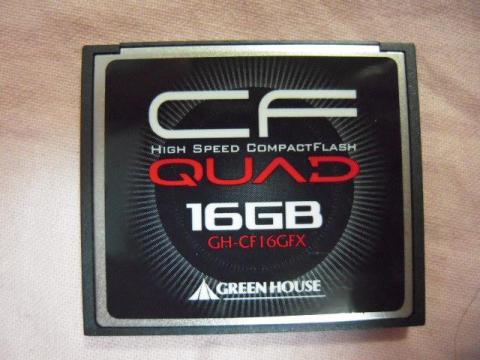 CF
HIGH SPEED COMPACTFLASH
QUAD
16GB
GH-CF16GFX
GREEN HOUSE